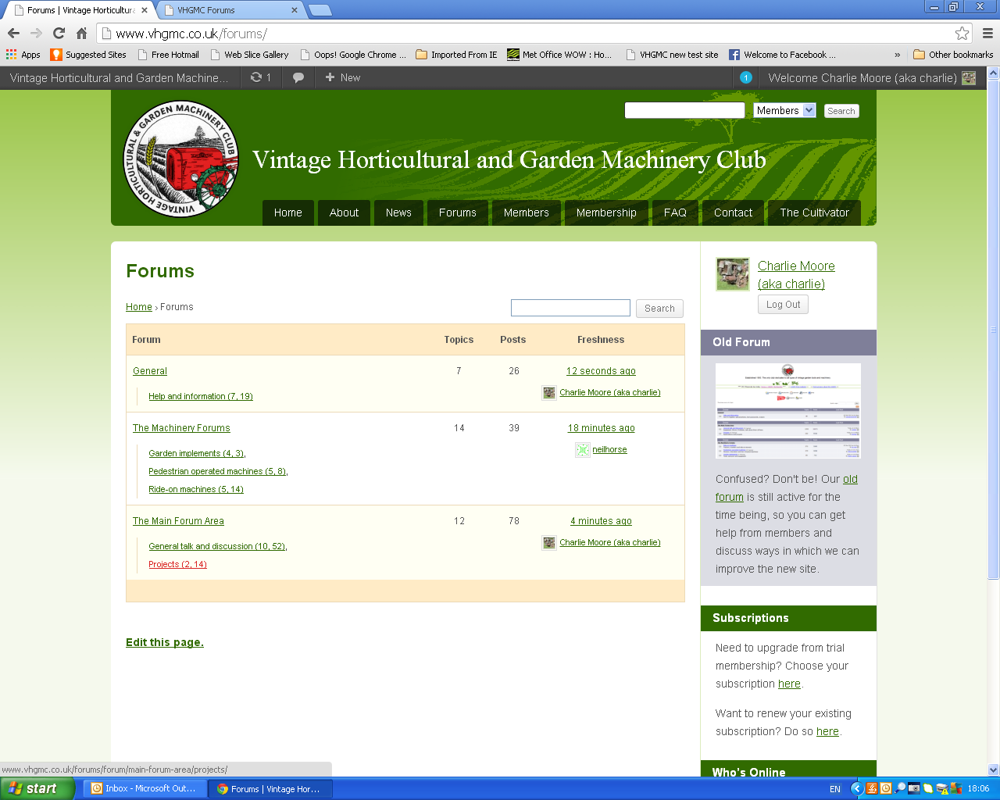 Forums | Vintage Horticultura
VHGMC Forums
www.vhgmc.co.uk/forums/
Apps
Suggested Sites
Free Hotmail
Web Slice Gallery
Oops! Google Chrome ...
Imported From IE
Met Office WOW : Ho...
VHGMC new test site
Welcome to Facebook ...
»
Other bookmarks
Vintage Horticultural and Garden Machine...
1
New
1
Welcome Charlie Moore (aka charlie)
VINTAGE HORTICULTURAL & GARDEN MACHINERY CLUB
Members
Search
Vintage Horticultural and Garden Machinery Club
Home
About
News
Forums
Members
Membership
FAQ
Contact
The Cultivator
Forums
Home › Forums
Search
Forum Topics Posts Freshness
General 7 26 12 seconds ago
Help and information (7, 19)
Charlie Moore (aka charlie)
The Machinery Forums 14 39 18 minutes ago
neilhorse
Garden implements (4, 3),
Pedestrian operated machines (5, 8),
Ride-on machines (5, 14)
The Main Forum Area 12 78 4 minutes ago
Charlie Moore (aka charlie)
General talk and discussion (10, 52),
Projects (2, 14)
Edit this page.
Charlie Moore
(aka charlie)
Log Out
Old Forum
Confused? Don't be! Our old
forum is still active for the
time being, so you can get
help from members and
discuss ways in which we can
improve the new site.
Subscriptions
Need to upgrade from trial
membership? Choose your
subscription here.
Want to renew your existing
subscription? Do so here.
Who's Online
www.vhgmc.co.uk/forums/forum/main-forum-area/projects/
start
Inbox - Microsoft Out...
Forums | Vintage Hor...
EN
18:06